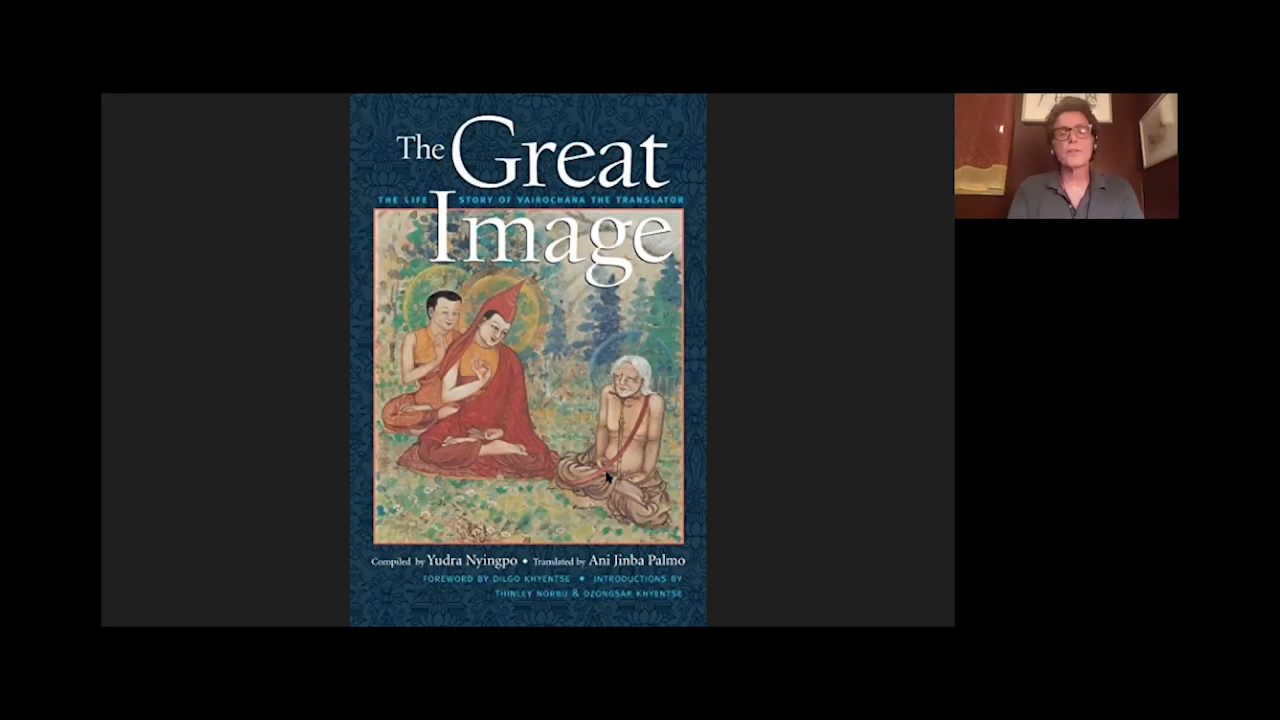 The Great
THE LIFE STORY OF VAIROCHANA THE TRANSLATOR
Image
Compiled by Yudra Nyingpo ◆ Translated by Ani Jinba Palmo
FOREWORD BY DILGO KHYENTSE ◆ INTRODUCTIONS BY
THINLEY NORBU & DZONGSAR KHYENTSE